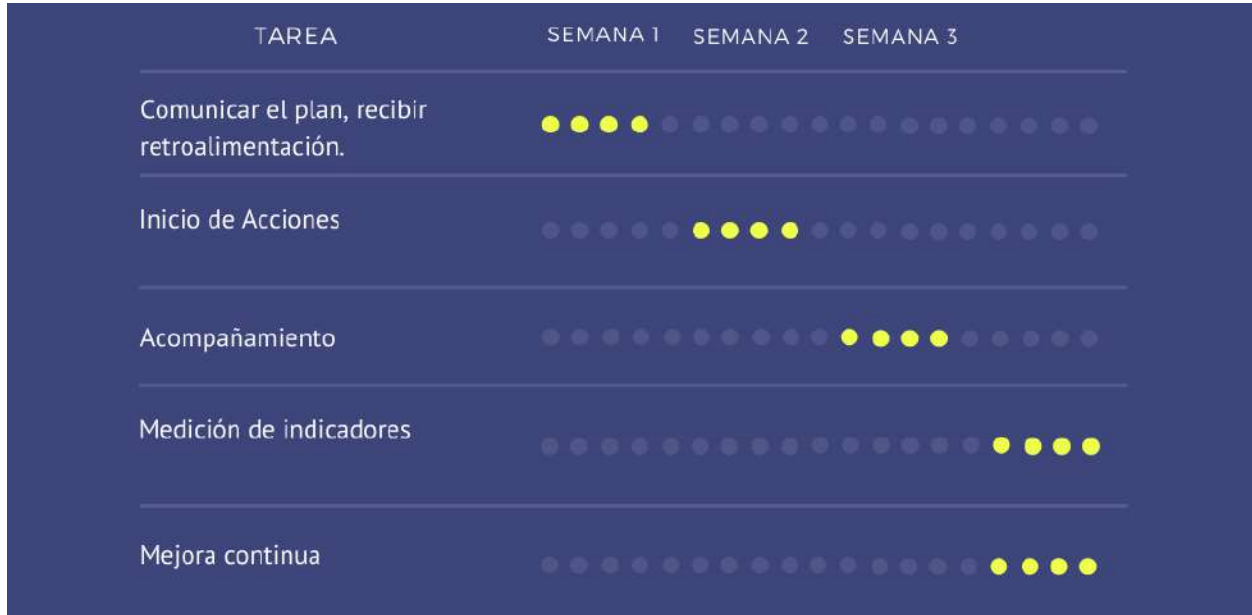 TAREA SEMANA 1 SEMANA 2 SEMANA 3
Comunicar el plan, recibir
retroalimentación.
Inicio de Acciones
Acompañamiento
Medición de indicadores
Mejora continua